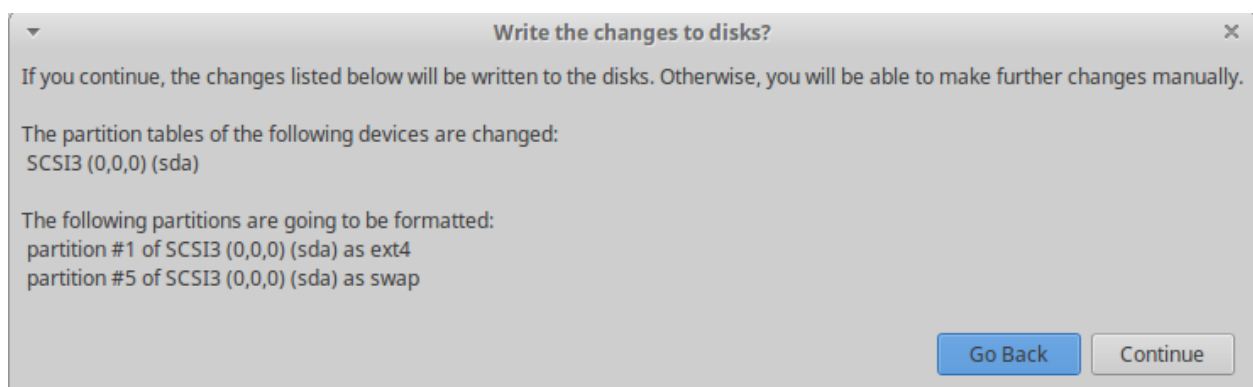 Write the changes to disks?
If you continue, the changes listed below will be written to the disks. Otherwise, you will be able to make further changes manually.
The partition tables of the following devices are changed:
SCSI3 (0,0,0) (sda)
The following partitions are going to be formatted:
partition #1 of SCSI3 (0,0,0) (sda) as ext4
partition #5 of SCSI3 (0,0,0) (sda) as swap
Go Back
Continue